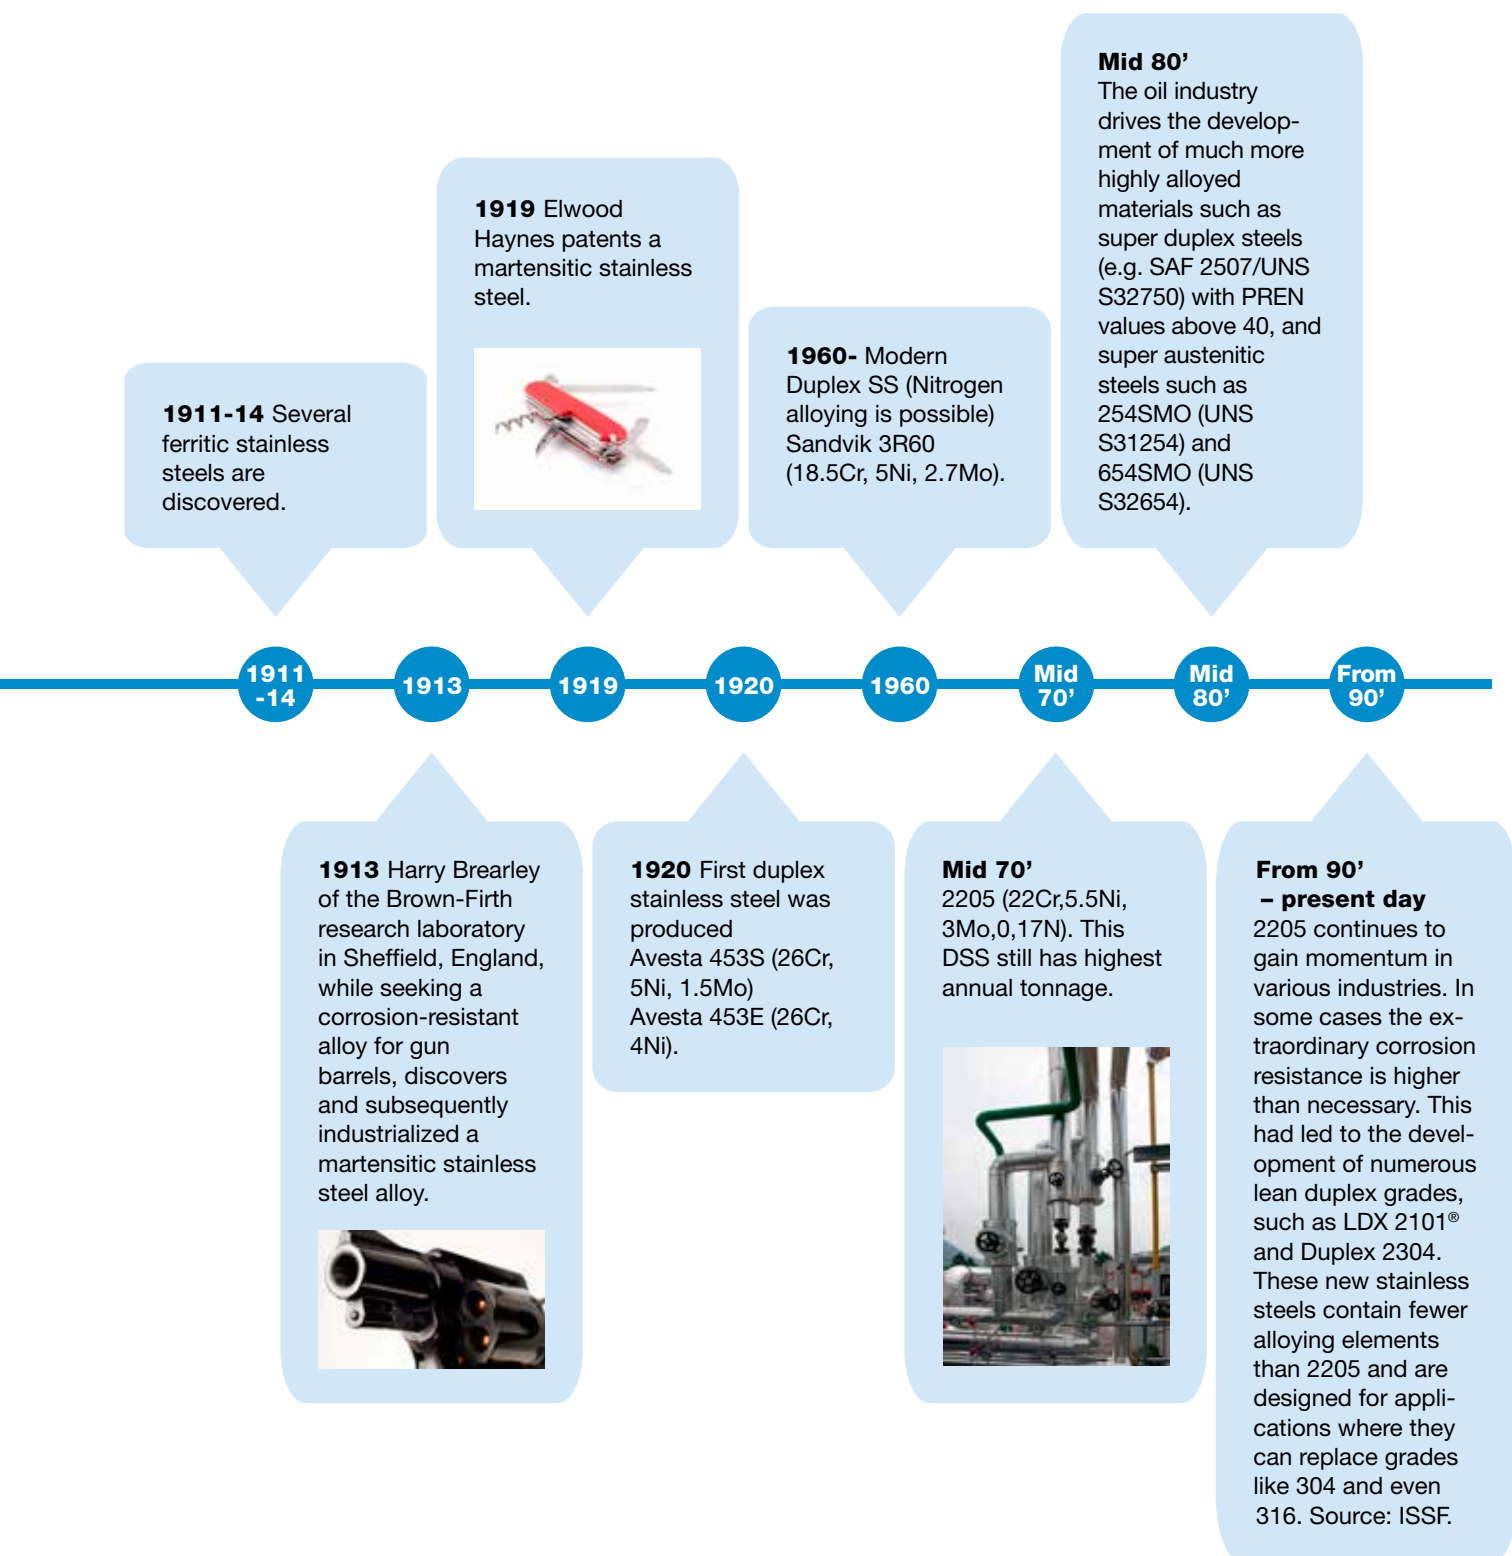 Mid 80’
The oil industry
drives the develop-
ment of much more
highly alloyed
materials such as
super duplex steels
(e.g. SAF 2507/UNS
S32750) with PREN
values above 40, and
super austenitic
steels such as
254SMO (UNS
S31254) and
654SMO (UNS
S32654).
1919 Elwood
Haynes patents a
martensitic stainless
steel.
1960- Modern
Duplex SS (Nitrogen
alloying is possible)
Sandvik 3R60
(18.5Cr, 5Ni, 2.7Mo).
1911-14 Several
ferritic stainless
steels are
discovered.
1911
-14
1913
1919
1920
1960
Mid
70’
Mid
80’
From
90’
1913 Harry Brearley
of the Brown-Firth
research laboratory
in Sheffield, England,
while seeking a
corrosion-resistant
alloy for gun
barrels, discovers
and subsequently
industrialized a
martensitic stainless
steel alloy.
1920 First duplex
stainless steel was
produced
Avesta 453S (26Cr,
5Ni, 1.5Mo)
Avesta 453E (26Cr,
4Ni).
Mid 70’
2205 (22Cr,5.5Ni,
3Mo,0,17N). This
DSS still has highest
annual tonnage.
From 90’
– present day
2205 continues to
gain momentum in
various industries. In
some cases the ex-
traordinary corrosion
resistance is higher
than necessary. This
had led to the devel-
opment of numerous
lean duplex grades,
such as LDX 2101®
and Duplex 2304.
These new stainless
steels contain fewer
alloying elements
than 2205 and are
designed for appli-
cations where they
can replace grades
like 304 and even
316. Source: ISSF.